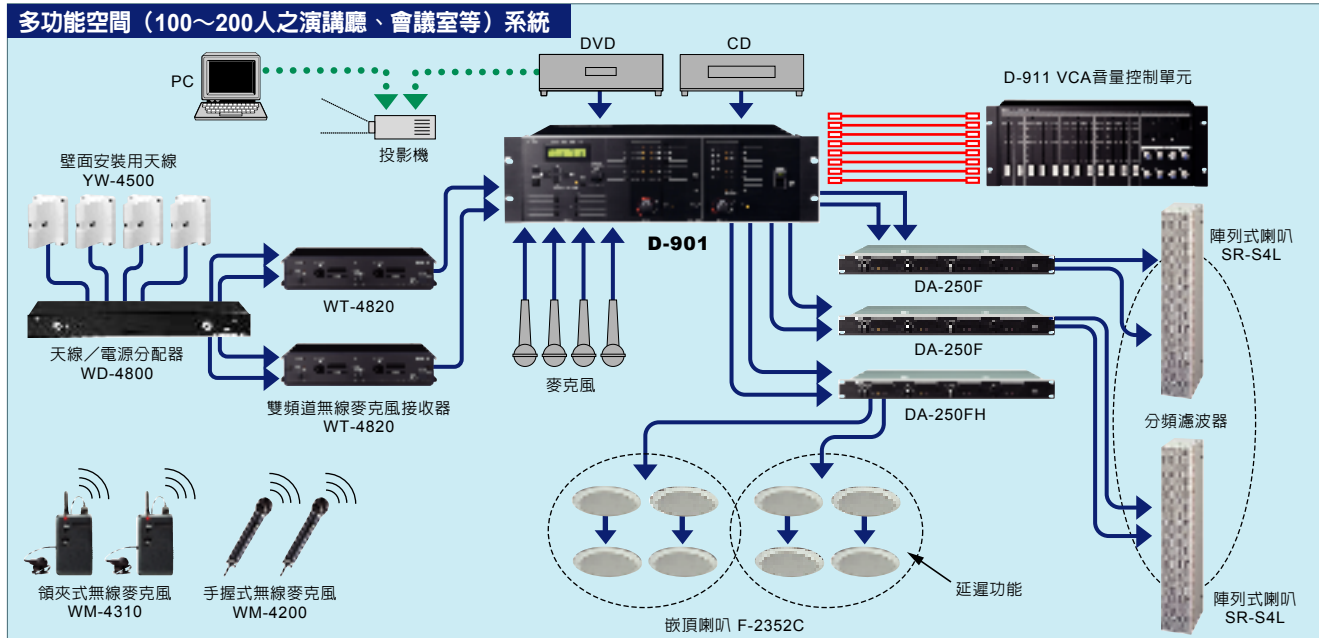 多功能空間（100～200人之演講廳、會議室等）系統
DVD
CD
PC
D-911 VCA音量控制單元
投影機
壁面安裝用天線
YW-4500
D-901
陣列式喇叭
SR-S4L
DA-250F
WT-4820
DA-250F
天線／電源分配器
WD-4800
麥克風
雙頻道無線麥克風接收器
WT-4820
DA-250FH
分頻濾波器
領夾式無線麥克風
WM-4310
手握式無線麥克風
WM-4200
延遲功能
嵌頂喇叭 F-2352C
陣列式喇叭
SR-S4L